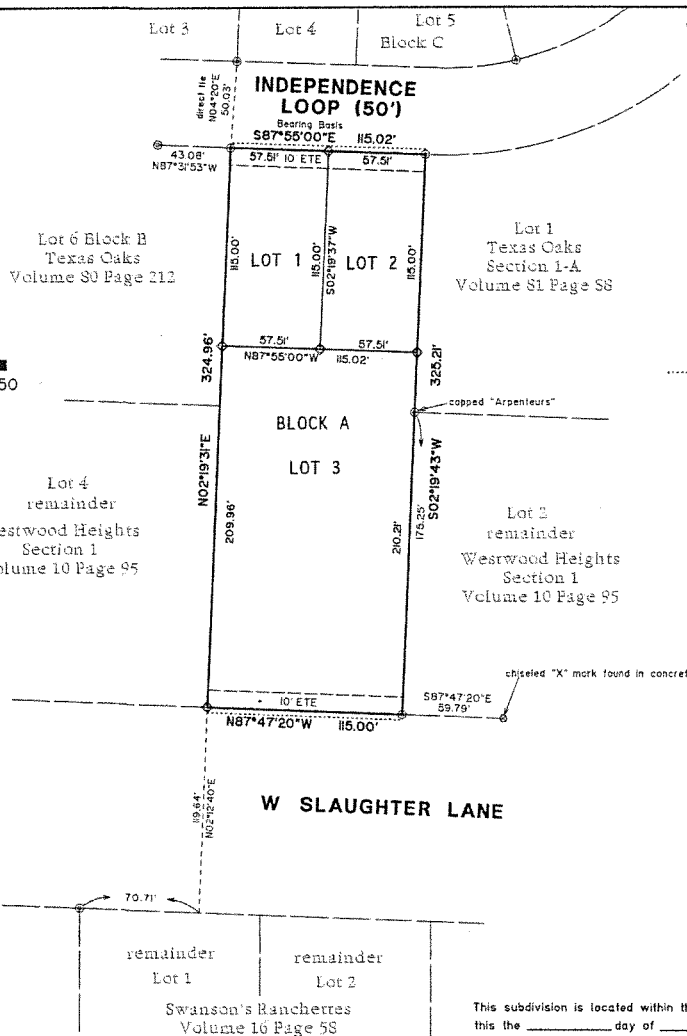 Lot 3
Lot 4
Lot 5
Block C
direct tie
N04°20'E
50.03'
INDEPENDENCE
LOOP (50')
Bearing Basis
S87°55'00"E 115.02'
43.08'
N87°31'53"W
57.51' 10 ETE 57.51'
Lot 6 Block B
Texas Oaks
Volume 80 Page 212
115.00'
LOT 1
115.00'
S02°19'37"W
LOT 2
115.00'
Lot 1
Texas Oaks
Section 1-A
Volume 81 Page 58
57.51' 57.51'
N87°55'00"W 115.02'
324.96'
325.21'
50
capped "Arpenteurs"
BLOCK A
LOT 3
N02°19'31"E
209.96'
210.21'
175.25'
S02°19'43"W
Lot 4
remainder
estwood Heights
Section 1
olume 10 Page 95
Lot 2
remainder
Westwood Heights
Section 1
Volume 10 Page 95
chiseled "X" mark found in concret
10' ETE
N87°47'20"W 115.00'
S87°47'20"E
59.79'
119.64'
N02°12'40"E
W SLAUGHTER LANE
70.71'
remainder
Lot 1
remainder
Lot 2
Swanson's Ranchettes
Volume 16 Page 58
This subdivision is located within th
this the day of